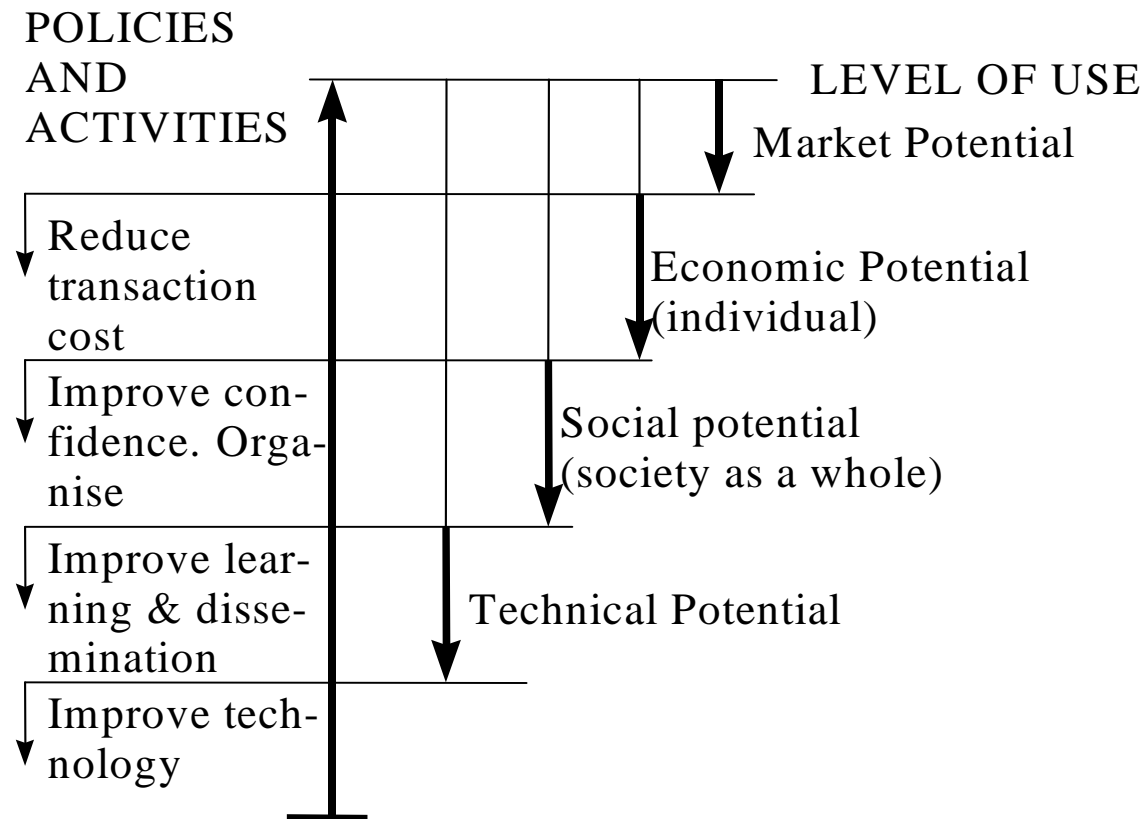 POLICIES
AND
ACTIVITIES
LEVEL OF USE
Market Potential
Reduce
transaction
cost
Economic Potential
(individual)
Improve con-
fidence. Orga-
nise
Social potential
(society as a whole)
Improve lear-
ning & disse-
mination
Technical Potential
Improve tech-
nology